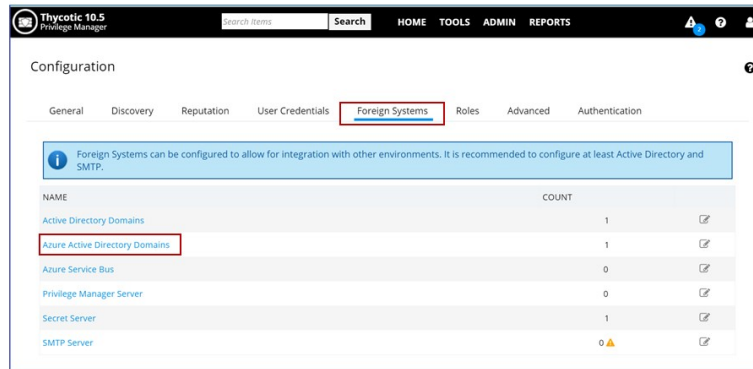 Thycotic 10.5
Privilege Manager
Search Items
Search
HOME TOOLS ADMIN REPORTS
2
?
Configuration
?
General Discovery Reputation User Credentials Foreign Systems Roles Advanced Authentication
i
Foreign Systems can be configured to allow for integration with other environments. It is recommended to configure at least Active Directory and
SMTP.
NAME COUNT
Active Directory Domains 1
Azure Active Directory Domains 1
Azure Service Bus 0
Privilege Manager Server 0
Secret Server 1
SMTP Server 0